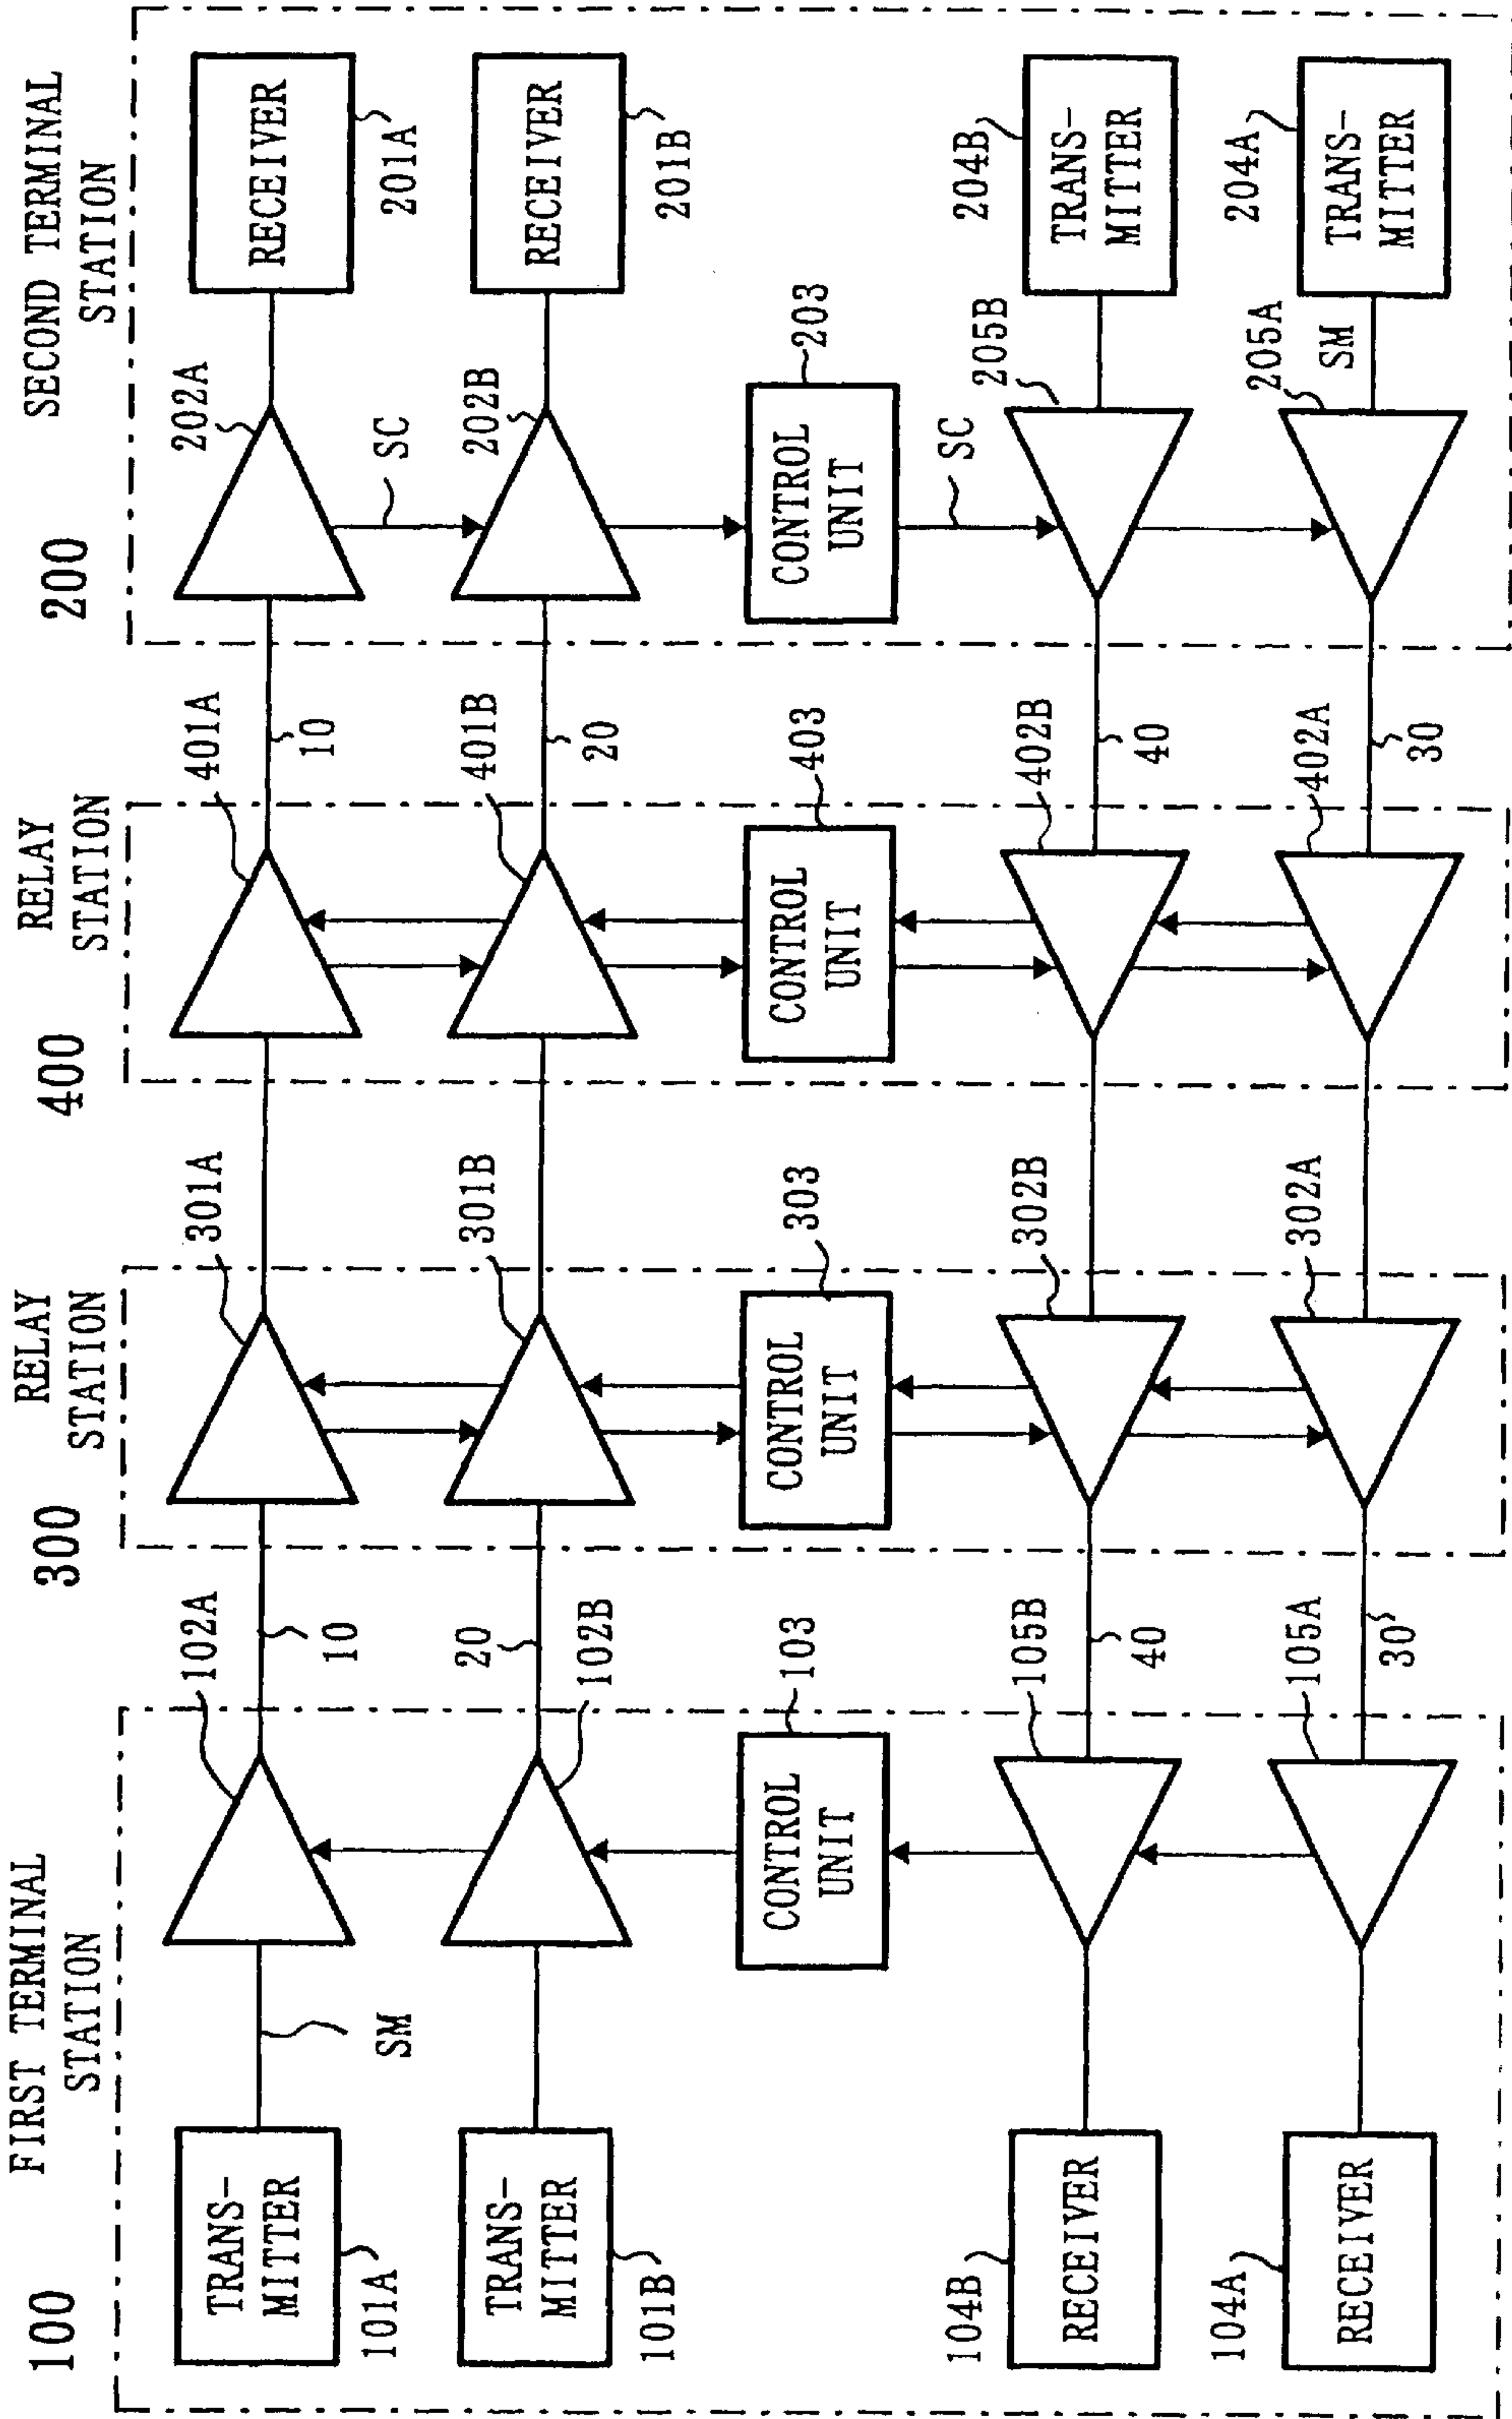 100
FIRST TERMINAL
STATION
300
RELAY
STATION
400
RELAY
STATION
200
SECOND TERMINAL
STATION
TRANS-
MITTER
101A
SM
102A
10
301A
401A
10
202A
RECEIVER
201A
SC
TRANS-
MITTER
101B
102B
20
301B
401B
20
202B
RECEIVER
201B
CONTROL
UNIT
103
CONTROL
UNIT
303
CONTROL
UNIT
403
CONTROL
UNIT
203
SC
104B
RECEIVER
105B
40
302B
402B
40
205B
204B
TRANS-
MITTER
104A
RECEIVER
105A
30
302A
402A
30
205A
SM
204A
TRANS-
MITTER